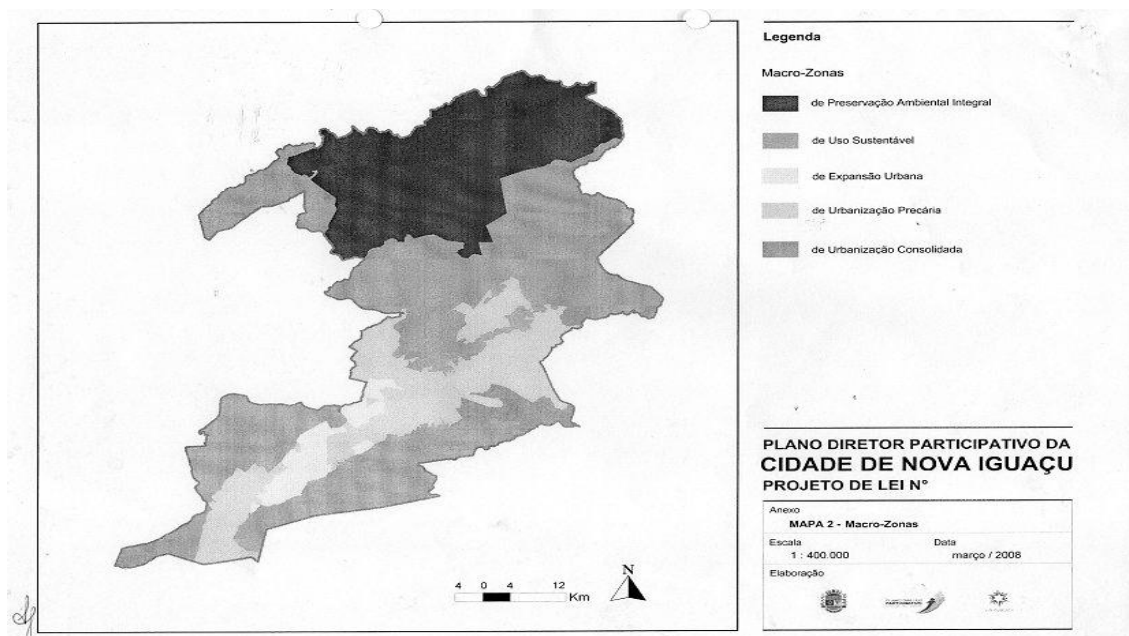 Legenda
Macro-Zonas
de Preservação Ambiental Integral
de Uso Sustentável
de Expansão Urbana
de Urbanização Precária
de Urbanização Consolidada
PLANO DIRETOR PARTICIPATIVO DA
CIDADE DE NOVA IGUAÇU
PROJETO DE LEI N°
Anexo
MAPA 2 - Macro-Zonas
Escala
1 : 400.000
Data
março / 2008
Elaboração
PARTICIPATIVO
4 0 4 12 Km
N